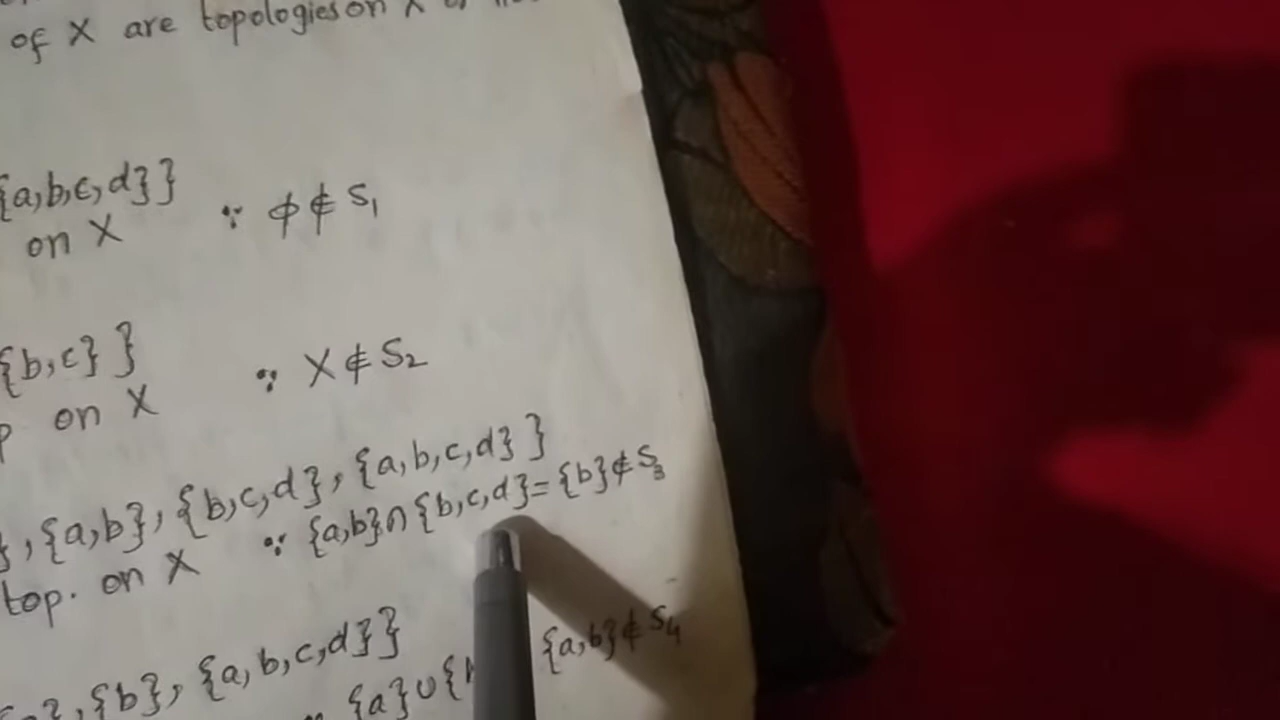 of X are topologies on X
{a,b,c,d}}
on X ∵ ϕ ∉ S₁
{b,c}}
on X ∵ X ∉ S₂
},{a,b},{b,c,d},{a,b,c,d}}
top. on X ∵ {a,b}∩{b,c,d}={b}∉S₃
{b}, {a,b,c,d}}
{a}∪{ {a,b}∉S₄